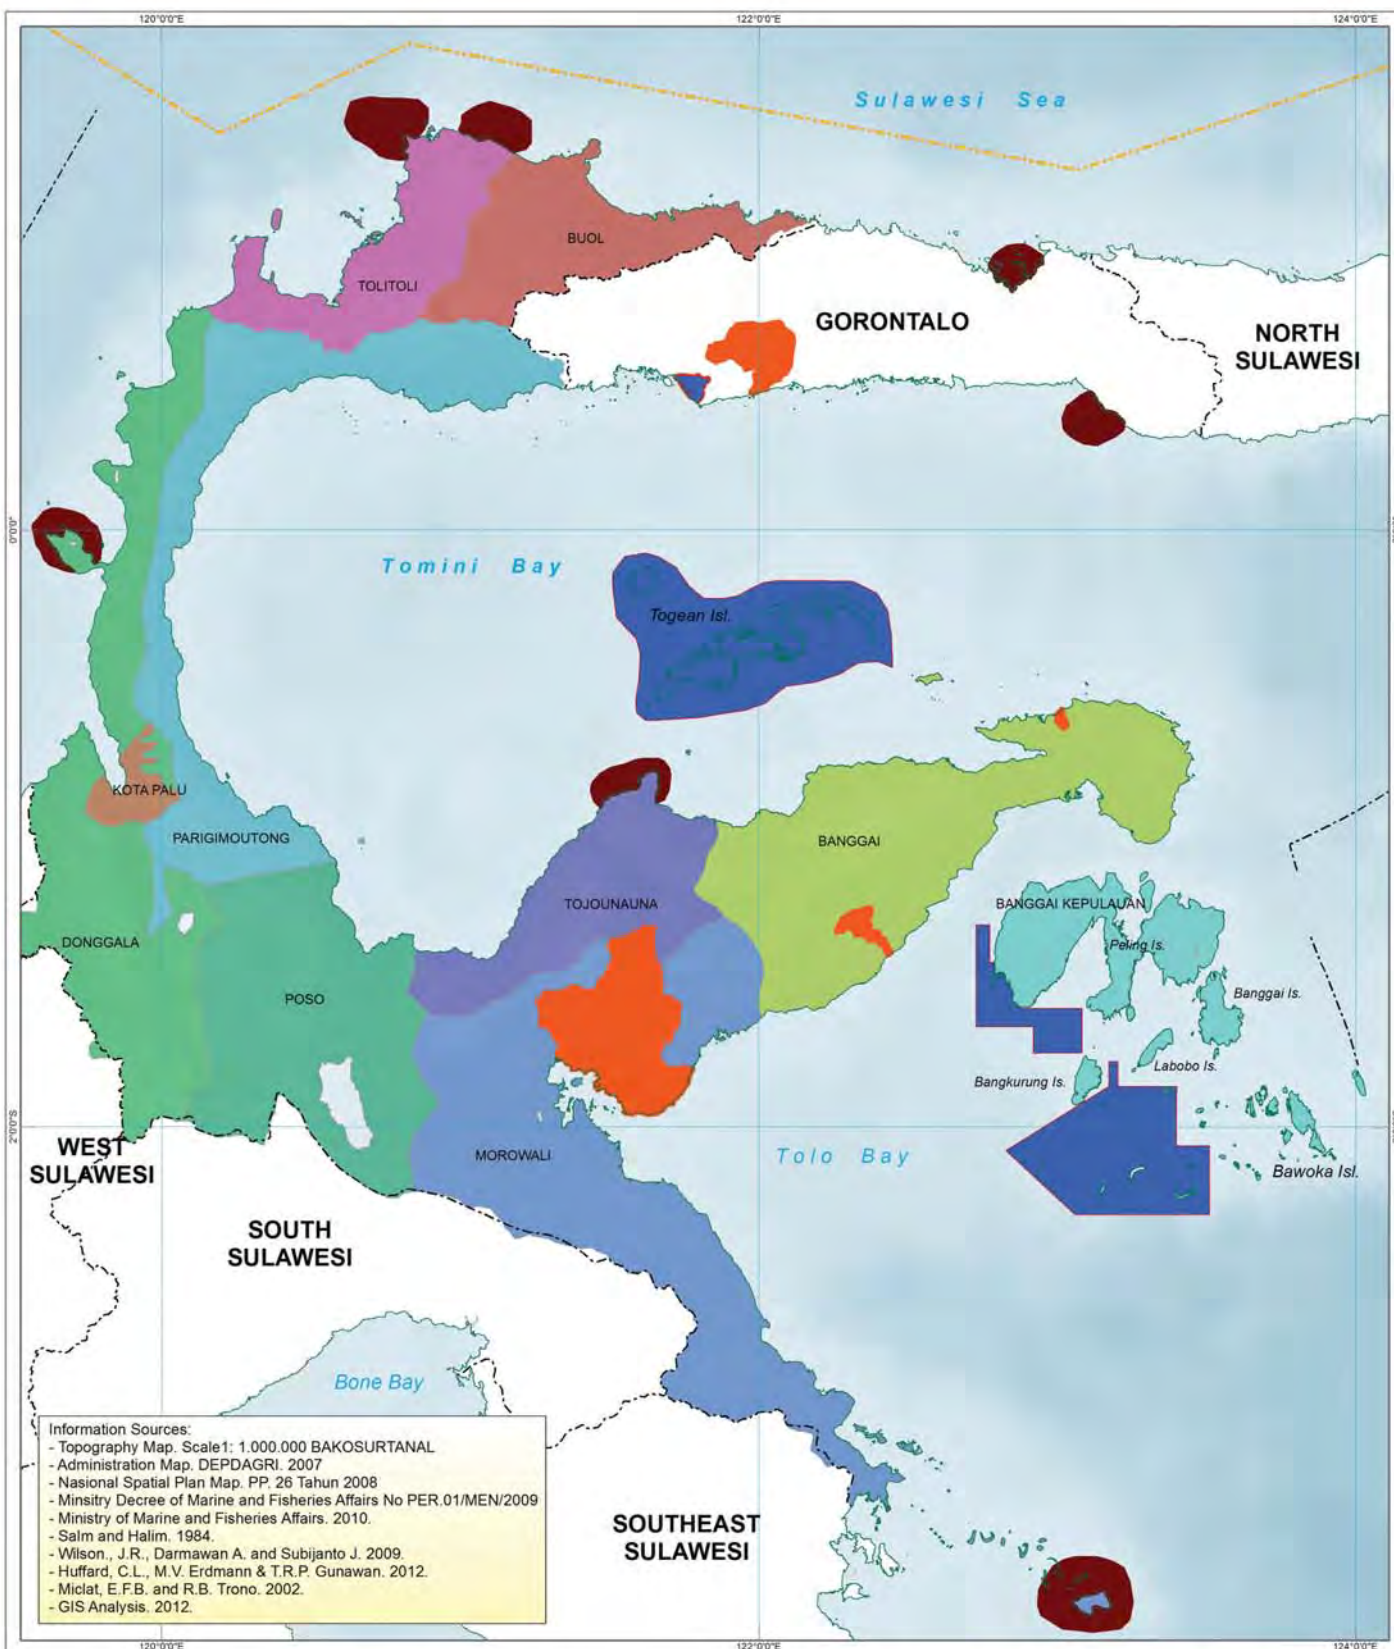 120°0'0"E 122°0'0"E 124°0'0"E
Sulawesi Sea
BUOL
TOLITOLI
GORONTALO
NORTH
SULAWESI
0°0'0"
Tomini Bay
Togean Isl.
KOTA PALU
PARIGIMOUTONG
BANGGAI
TOJOUNAUNA
BANGGAI KEPULAUAN
DONGGALA
Peling Is.
POSO
Banggai Is.
Labobo Is.
Bangkurung Is.
2°0'0"S
WEST
SULAWESI
MOROWALI
Tolo Bay
Bawoka Isl.
SOUTH
SULAWESI
Bone Bay
Information Sources:
- Topography Map. Scale1: 1.000.000 BAKOSURTANAL
- Administration Map. DEPDAGRI. 2007
- Nasional Spatial Plan Map. PP. 26 Tahun 2008
- Minsitry Decree of Marine and Fisheries Affairs No PER.01/MEN/2009
- Ministry of Marine and Fisheries Affairs. 2010.
- Salm and Halim. 1984.
- Wilson., J.R., Darmawan A. and Subijanto J. 2009.
- Huffard, C.L., M.V. Erdmann & T.R.P. Gunawan. 2012.
- Miclat, E.F.B. and R.B. Trono. 2002.
- GIS Analysis. 2012.
SOUTHEAST
SULAWESI
120°0'0"E 122°0'0"E 124°0'0"E